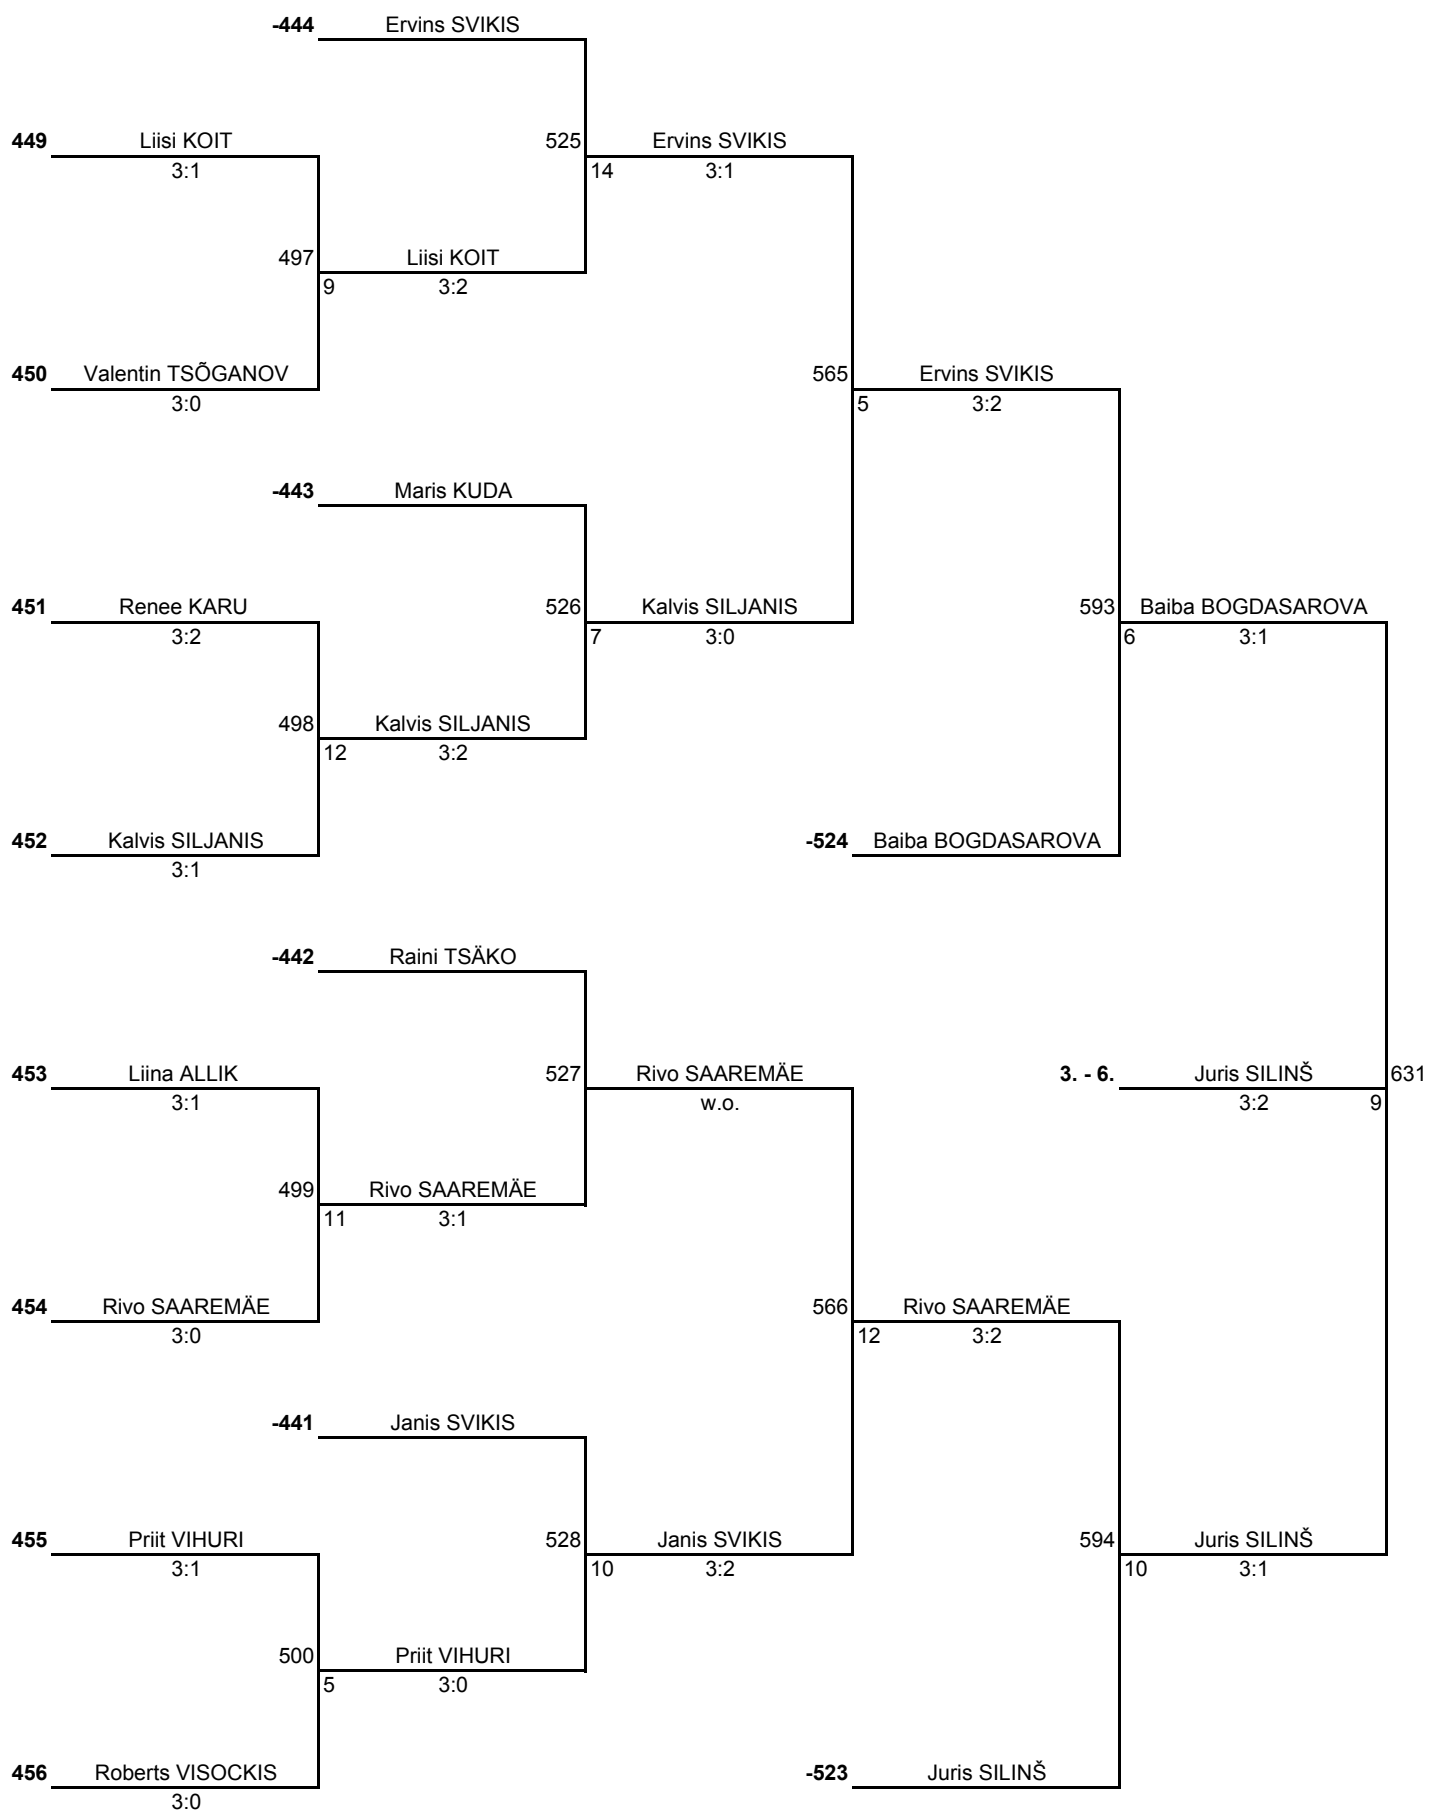 -444 Ervins SVIKIS
449 Liisi KOIT 525 Ervins SVIKIS
3:1 14 3:1
497 Liisi KOIT
9 3:2
450 Valentin TSÕGANOV 565 Ervins SVIKIS
3:0 5 3:2
-443 Maris KUDA
451 Renee KARU 526 Kalvis SILJANIS 593 Baiba BOGDASAROVA
3:2 7 3:0 6 3:1
498 Kalvis SILJANIS
12 3:2
452 Kalvis SILJANIS -524 Baiba BOGDASAROVA
3:1
-442 Raini TSÄKO
453 Liina ALLIK 527 Rivo SAAREMÄE 3. - 6. Juris SILINŠ 631
3:1 w.o. 3:2 9
499 Rivo SAAREMÄE
11 3:1
454 Rivo SAAREMÄE 566 Rivo SAAREMÄE
3:0 12 3:2
-441 Janis SVIKIS
455 Priit VIHURI 528 Janis SVIKIS 594 Juris SILINŠ
3:1 10 3:2 10 3:1
500 Priit VIHURI
5 3:0
456 Roberts VISOCKIS -523 Juris SILINŠ
3:0